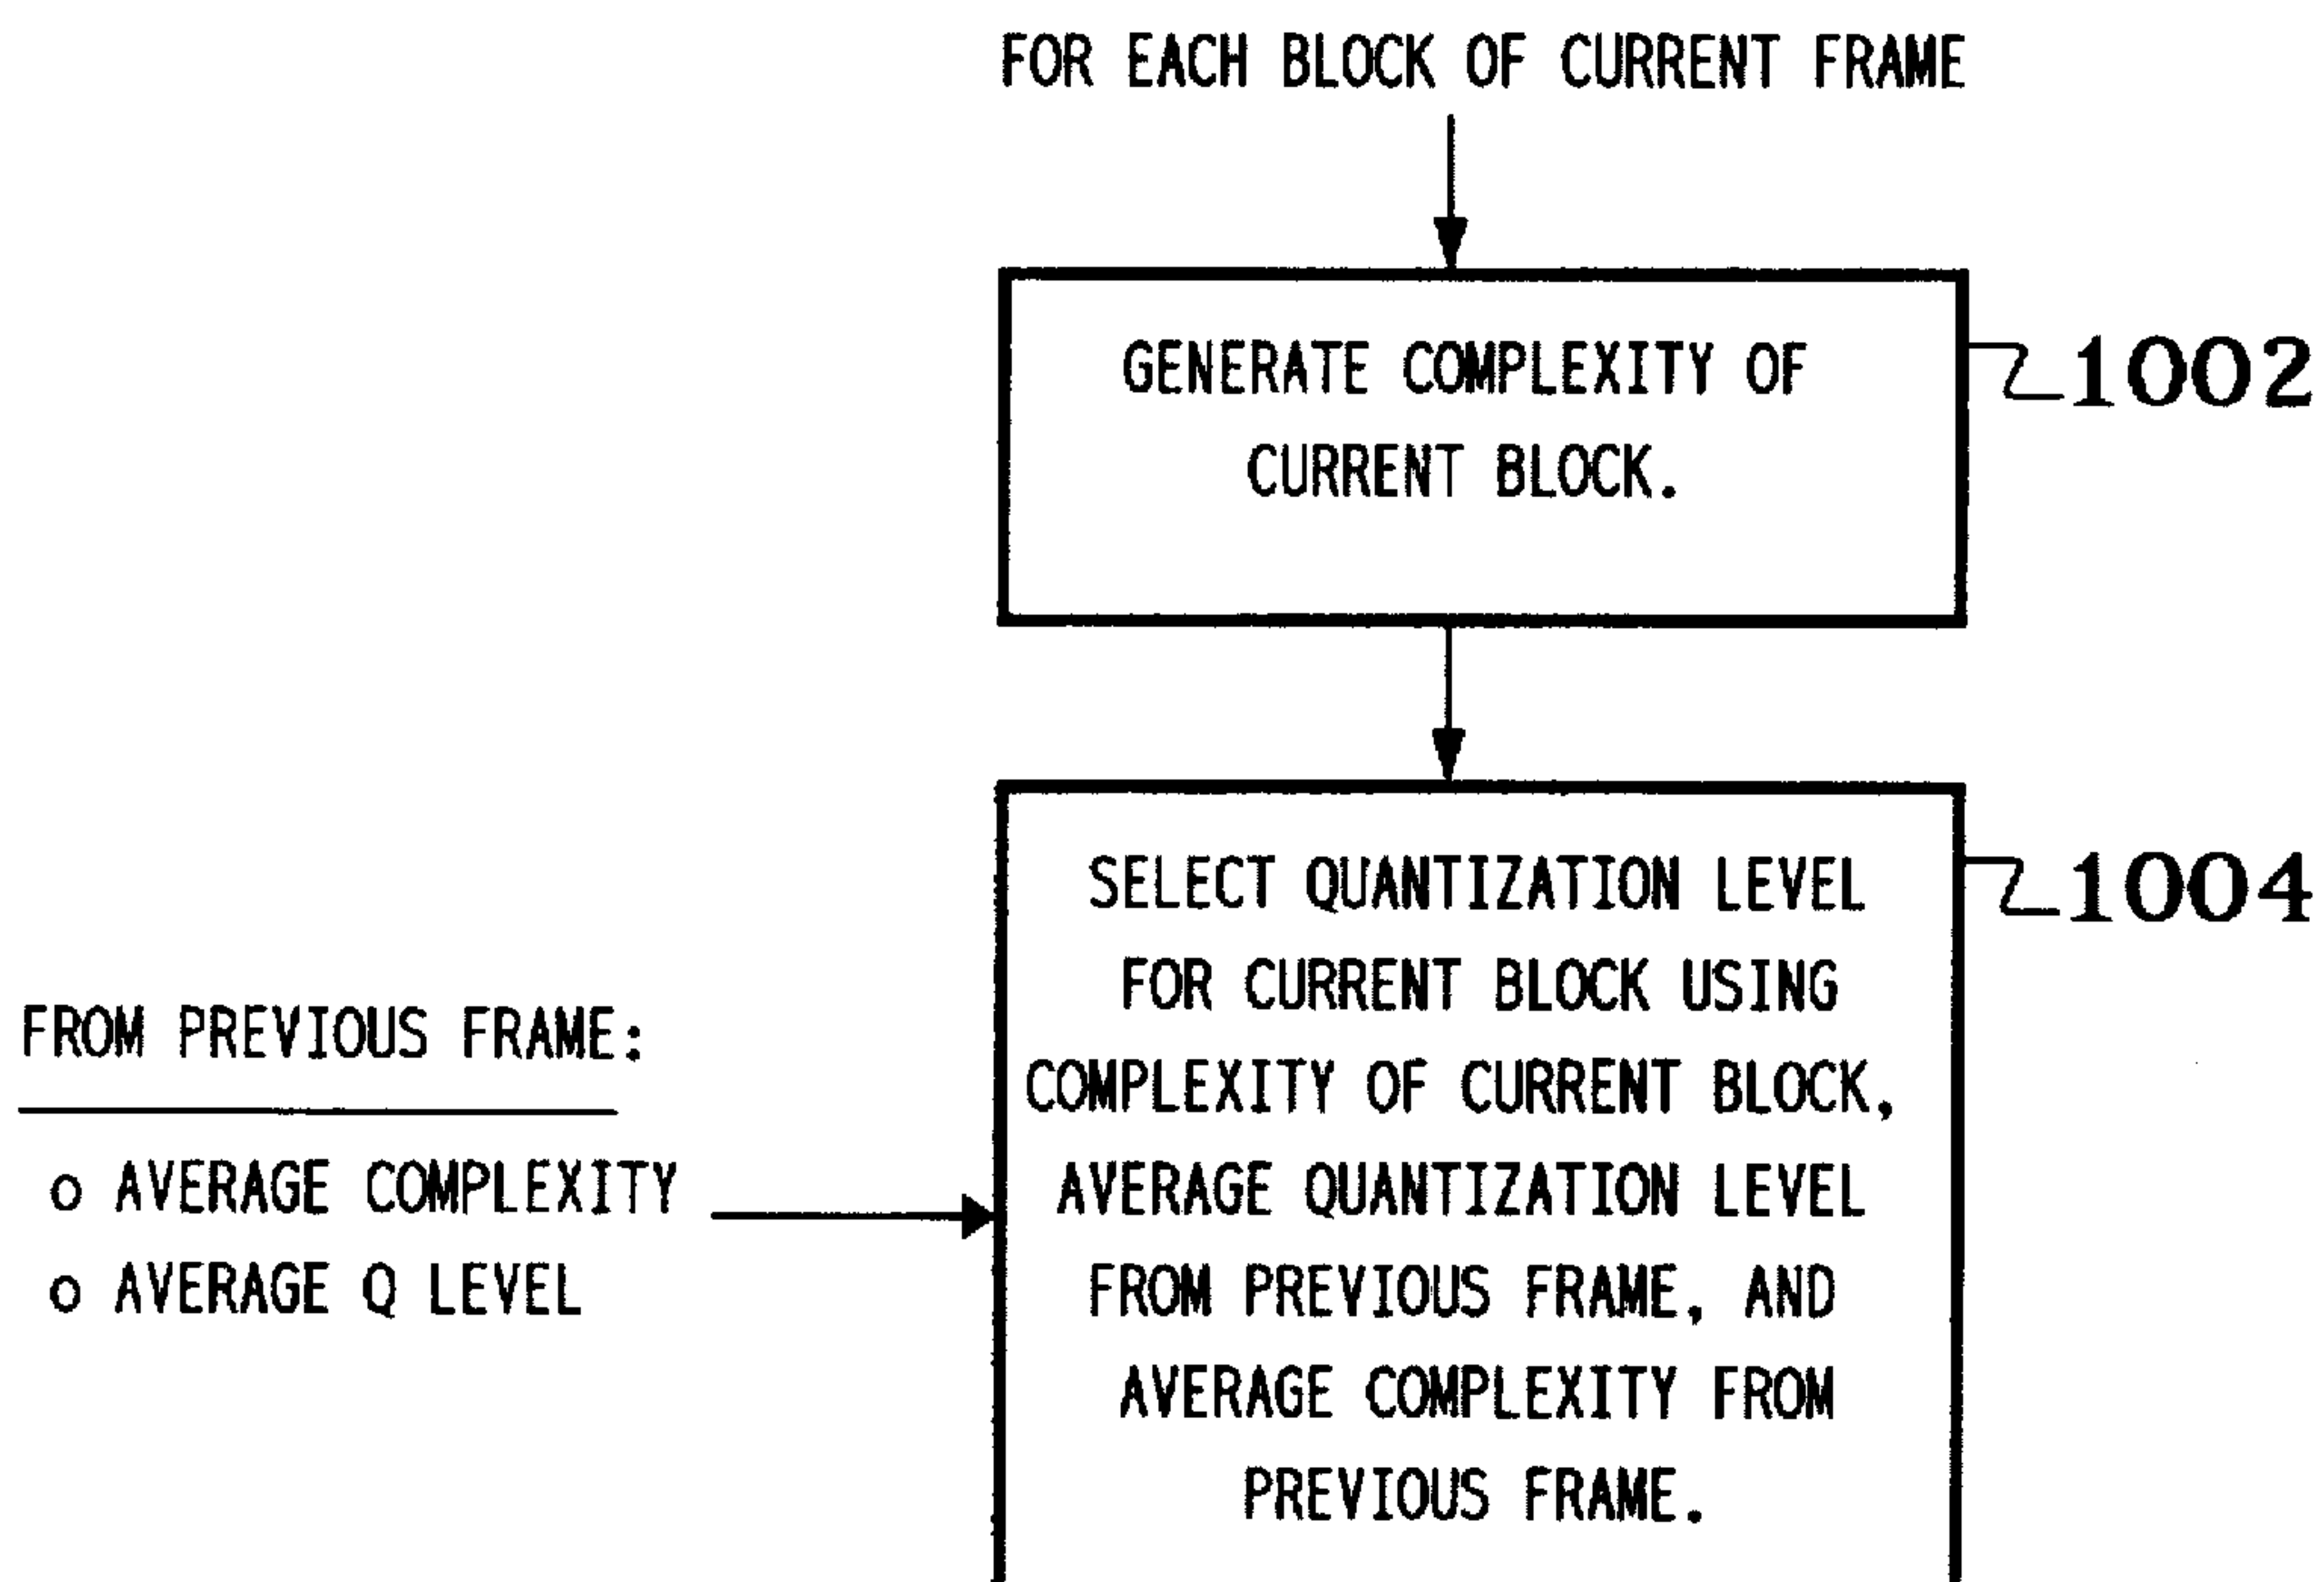 FOR EACH BLOCK OF CURRENT FRAME
GENERATE COMPLEXITY OF
CURRENT BLOCK.
1002
SELECT QUANTIZATION LEVEL
FOR CURRENT BLOCK USING
COMPLEXITY OF CURRENT BLOCK,
AVERAGE QUANTIZATION LEVEL
FROM PREVIOUS FRAME, AND
AVERAGE COMPLEXITY FROM
PREVIOUS FRAME.
1004
FROM PREVIOUS FRAME:
o AVERAGE COMPLEXITY
o AVERAGE Q LEVEL